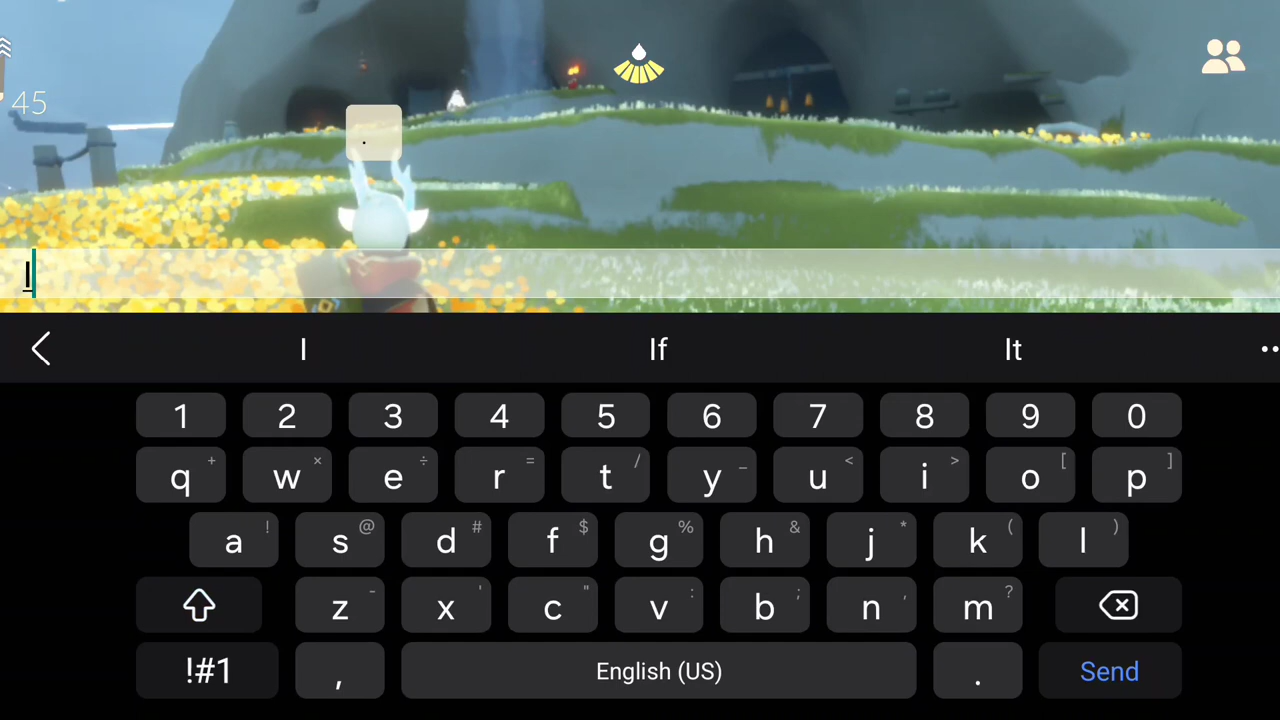 45
.
I
I If It ..
1 2 3 4 5 6 7 8 9 0
q + w × e ÷ r = t / y _ u < i > o [ p ]
a ! s @ d # f $ g % h & j * k ( l )
z - x ' c " v : b ; n , m ?
!#1 , English (US) . Send